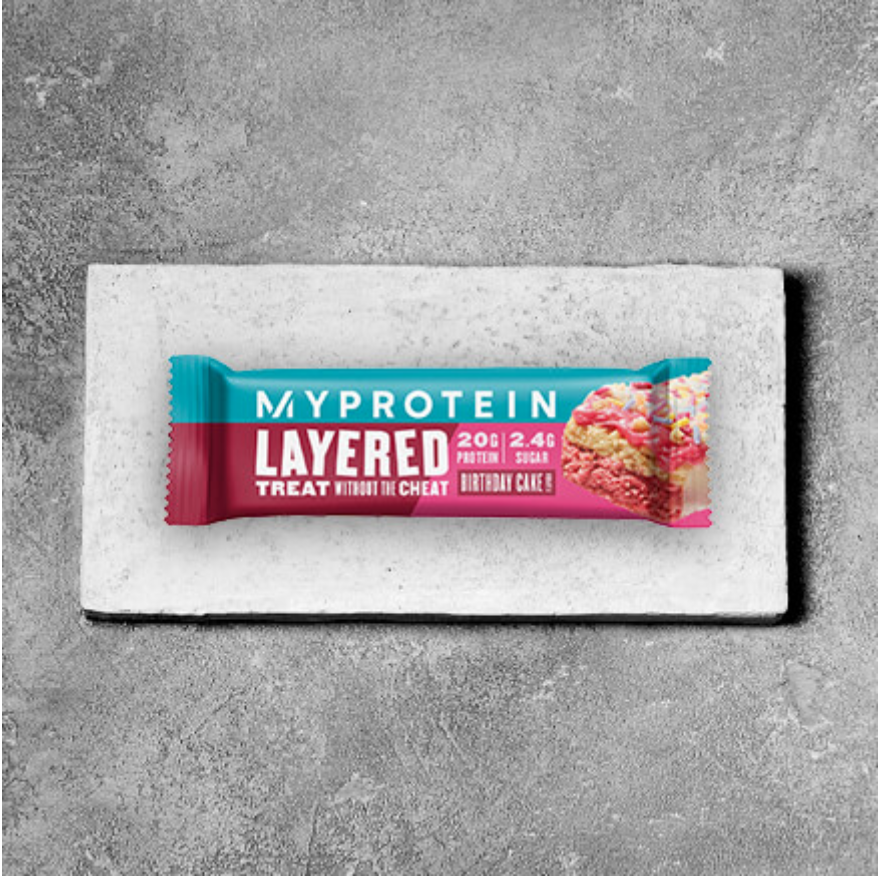 MYPROTEIN
LAYERED
TREAT WITHOUT THE CHEAT
20G PROTEIN
2.4G SUGAR
BIRTHDAY CAKE